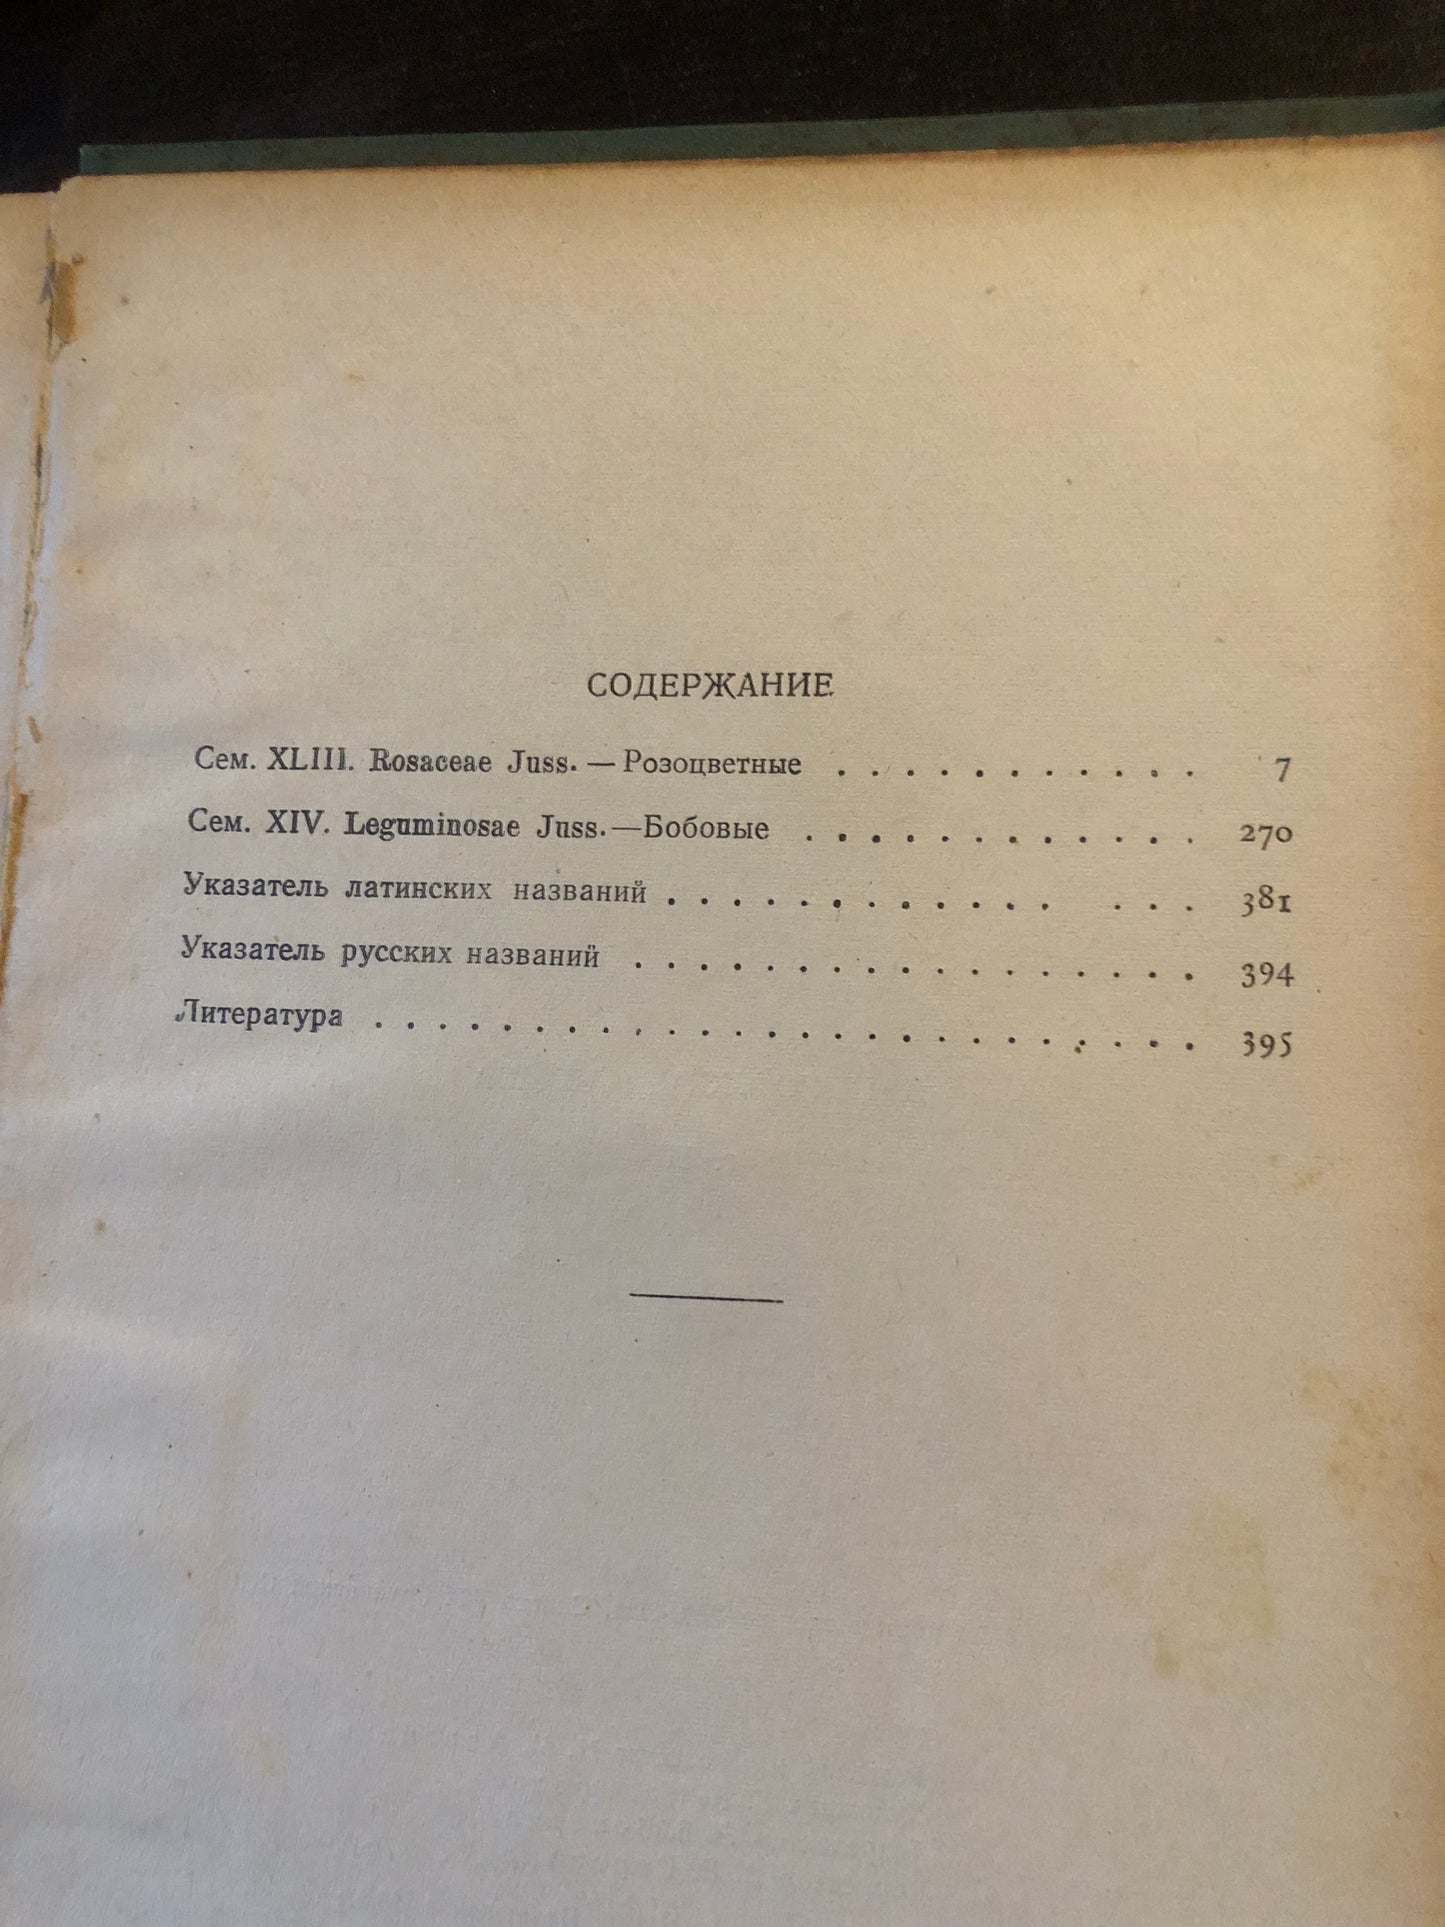 СОДЕРЖАНИЕ
Сем. XLIII. Rosaceae Juss. — Розоцветные . . . . . . . . . . . 7
Сем. XIV. Leguminosae Juss.—Бобовые . . . . . . . . . . . . 270
Указатель латинских названий . . . . . . . . . . . . . . . 381
Указатель русских названий . . . . . . . . . . . . . . . . . 394
Литература . . . . . . . . . . . . . . . . . . . . . . . . . 395